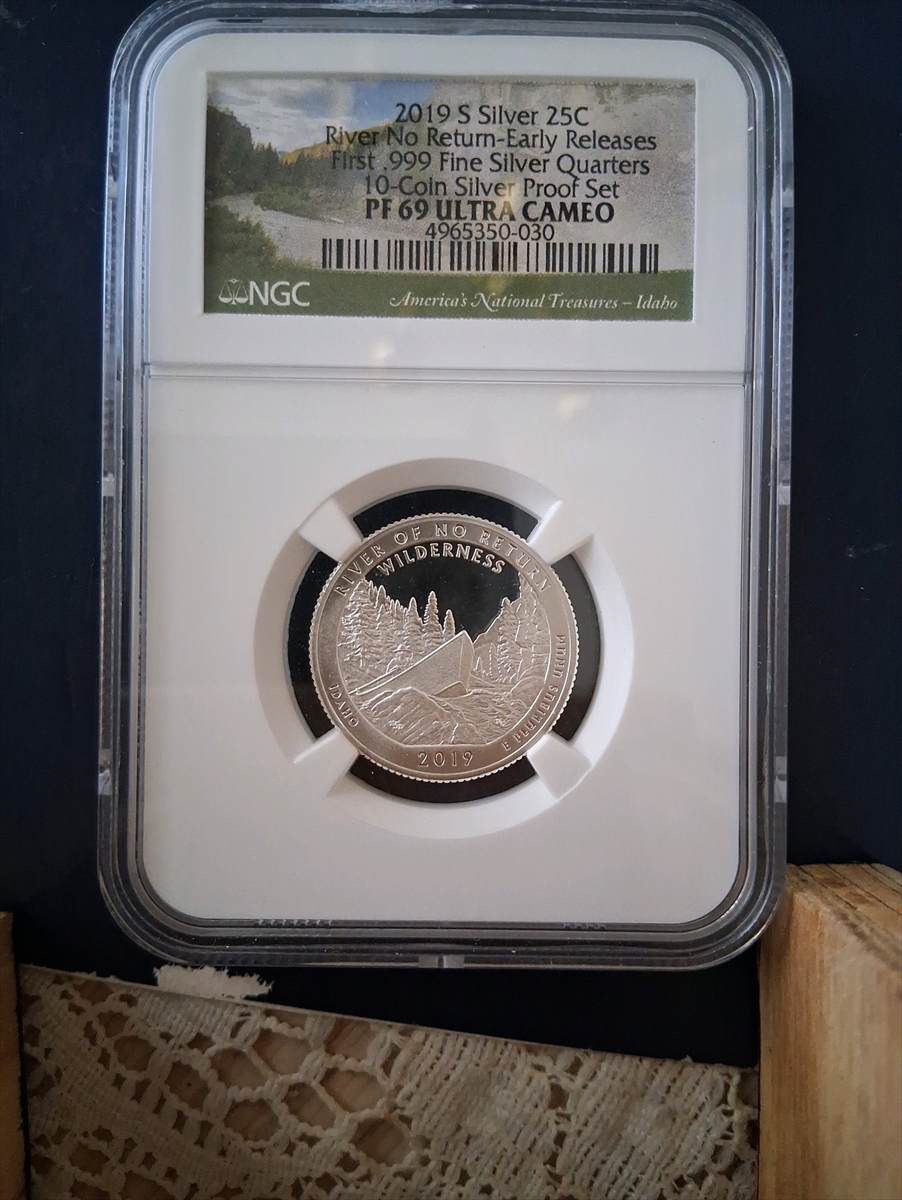 2019 S Silver 25C
River No Return-Early Releases
First .999 Fine Silver Quarters
10-Coin Silver Proof Set
PF 69 ULTRA CAMEO
4965350-030
NGC
America's National Treasures – Idaho
RIVER OF NO RETURN
WILDERNESS
IDAHO
E PLURIBUS UNUM
2019